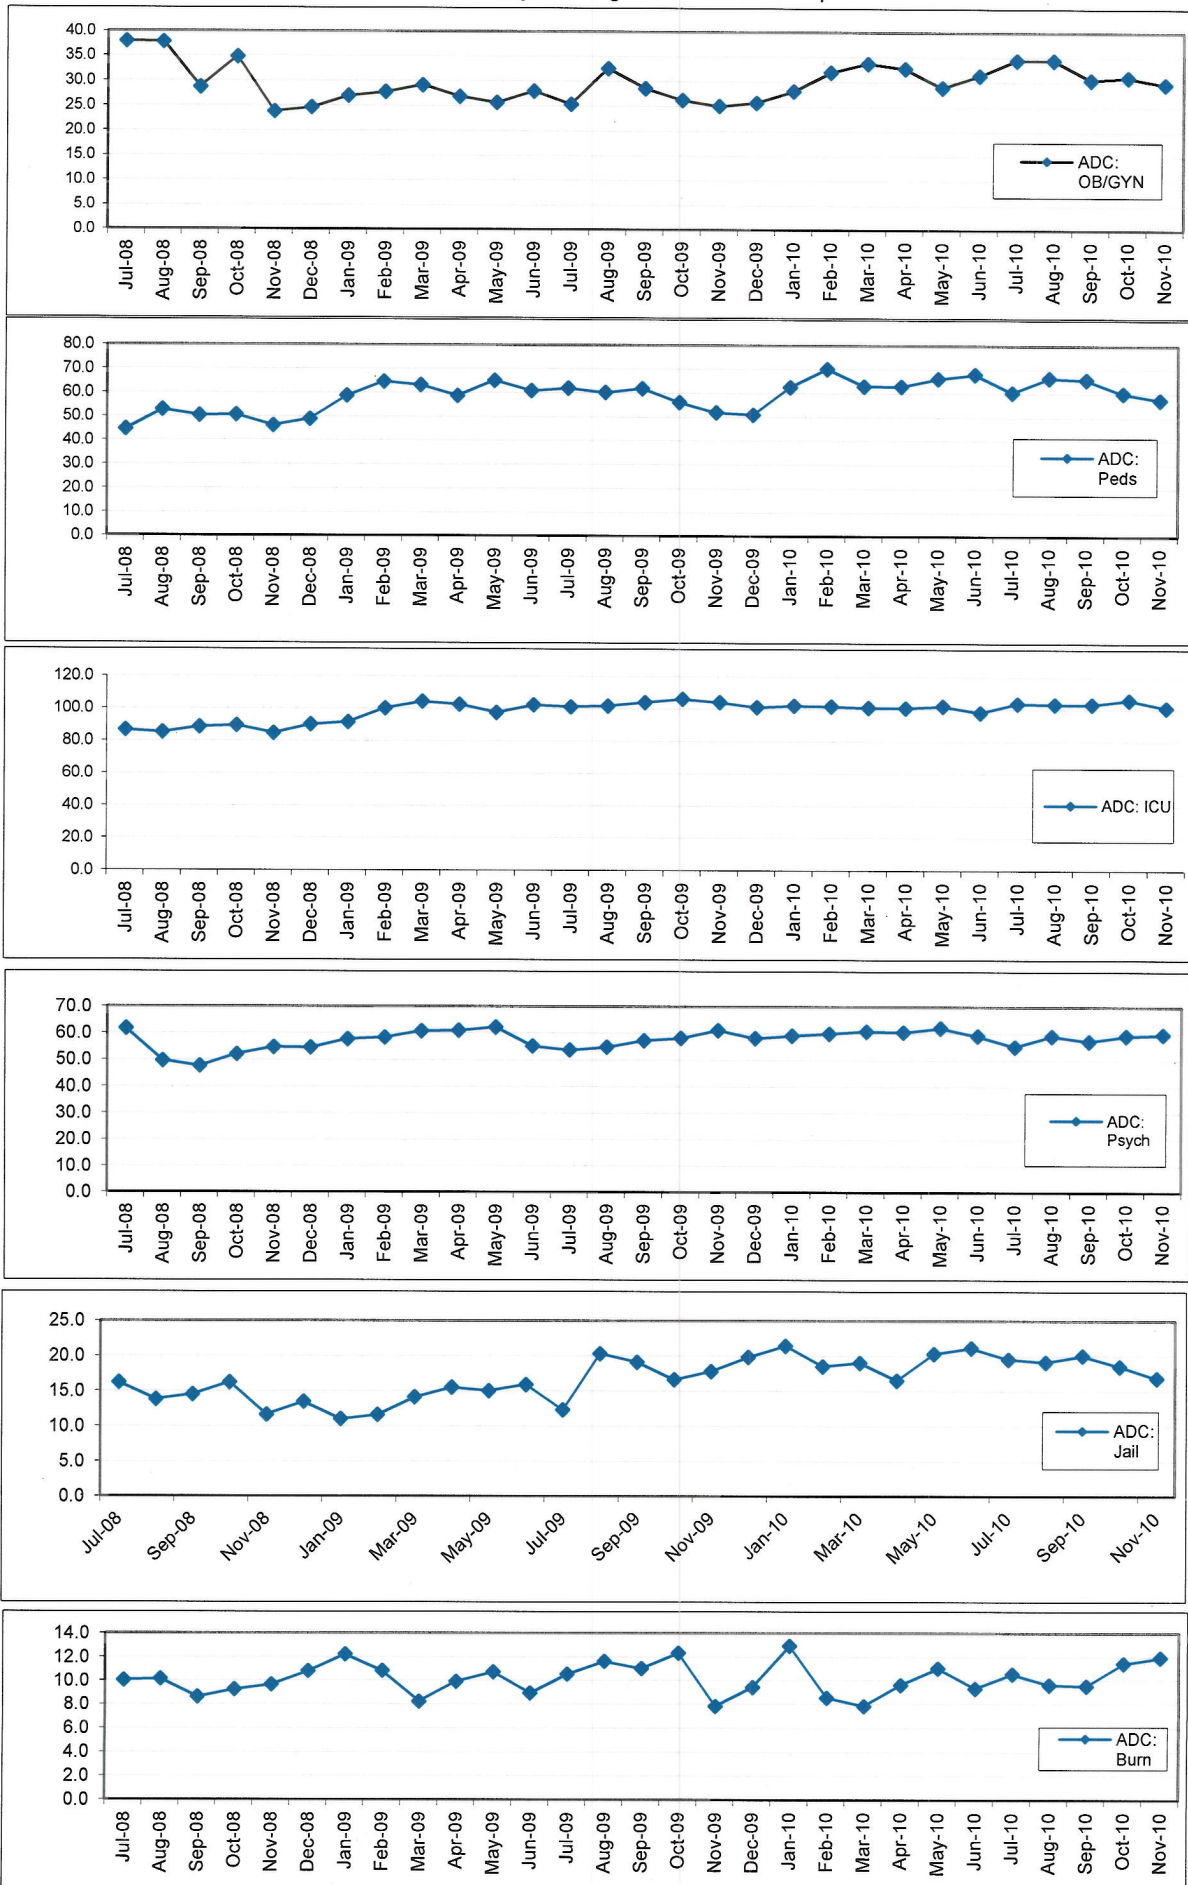 40.0
35.0
30.0
25.0
20.0
15.0
10.0
5.0
0.0
ADC:
OB/GYN
Jul-08 Aug-08 Sep-08 Oct-08 Nov-08 Dec-08 Jan-09 Feb-09 Mar-09 Apr-09 May-09 Jun-09 Jul-09 Aug-09 Sep-09 Oct-09 Nov-09 Dec-09 Jan-10 Feb-10 Mar-10 Apr-10 May-10 Jun-10 Jul-10 Aug-10 Sep-10 Oct-10 Nov-10
80.0
70.0
60.0
50.0
40.0
30.0
20.0
10.0
0.0
ADC:
Peds
Jul-08 Aug-08 Sep-08 Oct-08 Nov-08 Dec-08 Jan-09 Feb-09 Mar-09 Apr-09 May-09 Jun-09 Jul-09 Aug-09 Sep-09 Oct-09 Nov-09 Dec-09 Jan-10 Feb-10 Mar-10 Apr-10 May-10 Jun-10 Jul-10 Aug-10 Sep-10 Oct-10 Nov-10
120.0
100.0
80.0
60.0
40.0
20.0
0.0
ADC: ICU
Jul-08 Aug-08 Sep-08 Oct-08 Nov-08 Dec-08 Jan-09 Feb-09 Mar-09 Apr-09 May-09 Jun-09 Jul-09 Aug-09 Sep-09 Oct-09 Nov-09 Dec-09 Jan-10 Feb-10 Mar-10 Apr-10 May-10 Jun-10 Jul-10 Aug-10 Sep-10 Oct-10 Nov-10
70.0
60.0
50.0
40.0
30.0
20.0
10.0
0.0
ADC:
Psych
Jul-08 Aug-08 Sep-08 Oct-08 Nov-08 Dec-08 Jan-09 Feb-09 Mar-09 Apr-09 May-09 Jun-09 Jul-09 Aug-09 Sep-09 Oct-09 Nov-09 Dec-09 Jan-10 Feb-10 Mar-10 Apr-10 May-10 Jun-10 Jul-10 Aug-10 Sep-10 Oct-10 Nov-10
25.0
20.0
15.0
10.0
5.0
0.0
ADC:
Jail
Jul-08 Sep-08 Nov-08 Jan-09 Mar-09 May-09 Jul-09 Sep-09 Nov-09 Jan-10 Mar-10 May-10 Jul-10 Sep-10 Nov-10
14.0
12.0
10.0
8.0
6.0
4.0
2.0
0.0
ADC:
Burn
Jul-08 Aug-08 Sep-08 Oct-08 Nov-08 Dec-08 Jan-09 Feb-09 Mar-09 Apr-09 May-09 Jun-09 Jul-09 Aug-09 Sep-09 Oct-09 Nov-09 Dec-09 Jan-10 Feb-10 Mar-10 Apr-10 May-10 Jun-10 Jul-10 Aug-10 Sep-10 Oct-10 Nov-10